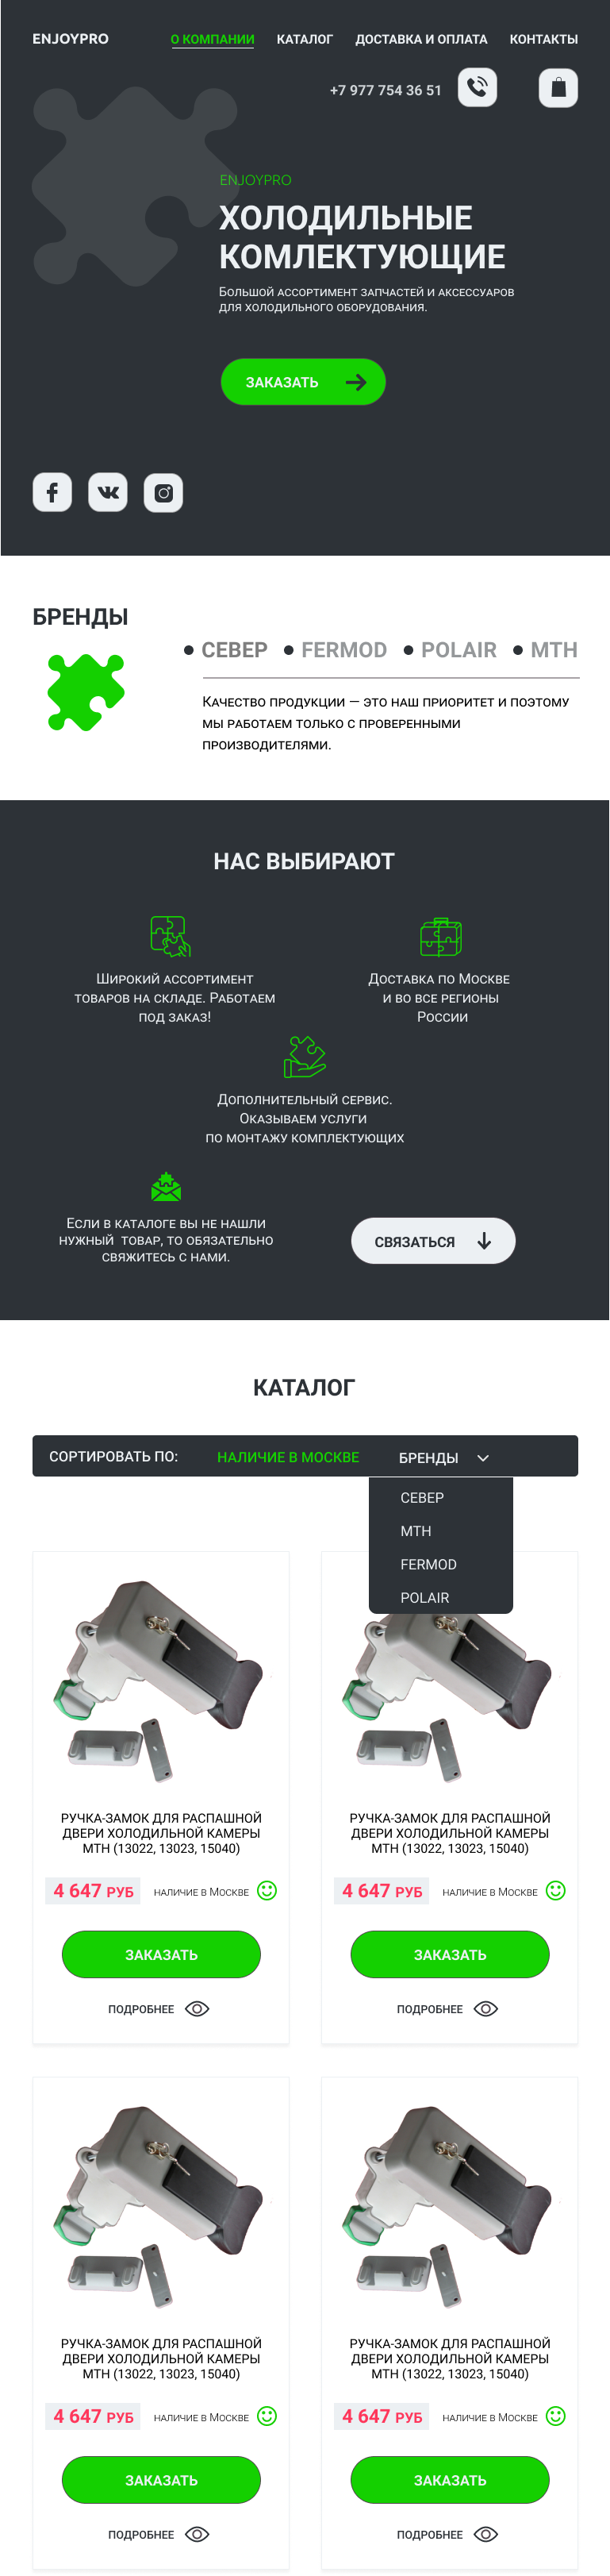 ENJOYPRO
О КОМПАНИИ КАТАЛОГ ДОСТАВКА И ОПЛАТА КОНТАКТЫ
+7 977 754 36 51
ENJOYPRO
ХОЛОДИЛЬНЫЕ
КОМЛЕКТУЮЩИЕ
Большой ассортимент запчастей и аксессуаров
для холодильного оборудования.
ЗАКАЗАТЬ
БРЕНДЫ
СЕВЕР FERMOD POLAIR МТН
Качество продукции — это наш приоритет и поэтому
мы работаем только с проверенными
производителями.
НАС ВЫБИРАЮТ
Широкий ассортимент
товаров на складе. Работаем
под заказ!
Доставка по Москве
и во все регионы
России
Дополнительный сервис.
Оказываем услуги
по монтажу комплектующих
Если в каталоге вы не нашли
нужный товар, то обязательно
свяжитесь с нами.
СВЯЗАТЬСЯ
КАТАЛОГ
СОРТИРОВАТЬ ПО: НАЛИЧИЕ В МОСКВЕ БРЕНДЫ
СЕВЕР
МТН
FERMOD
POLAIR
РУЧКА-ЗАМОК ДЛЯ РАСПАШНОЙ
ДВЕРИ ХОЛОДИЛЬНОЙ КАМЕРЫ
МТН (13022, 13023, 15040)
4 647 РУБ наличие в Москве
ЗАКАЗАТЬ
ПОДРОБНЕЕ
РУЧКА-ЗАМОК ДЛЯ РАСПАШНОЙ
ДВЕРИ ХОЛОДИЛЬНОЙ КАМЕРЫ
МТН (13022, 13023, 15040)
4 647 РУБ наличие в Москве
ЗАКАЗАТЬ
ПОДРОБНЕЕ
РУЧКА-ЗАМОК ДЛЯ РАСПАШНОЙ
ДВЕРИ ХОЛОДИЛЬНОЙ КАМЕРЫ
МТН (13022, 13023, 15040)
4 647 РУБ наличие в Москве
ЗАКАЗАТЬ
ПОДРОБНЕЕ
РУЧКА-ЗАМОК ДЛЯ РАСПАШНОЙ
ДВЕРИ ХОЛОДИЛЬНОЙ КАМЕРЫ
МТН (13022, 13023, 15040)
4 647 РУБ наличие в Москве
ЗАКАЗАТЬ
ПОДРОБНЕЕ